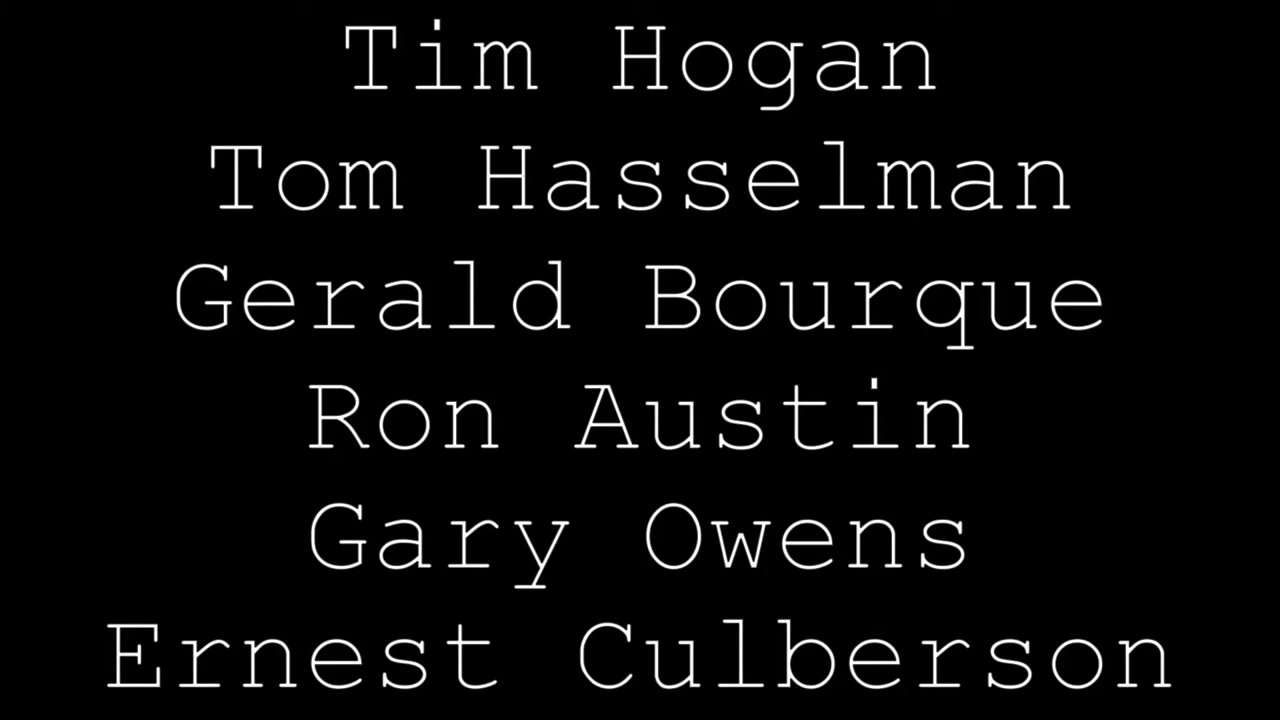 Tim Hogan
Tom Hasselman
Gerald Bourque
Ron Austin
Gary Owens
Ernest Culberson